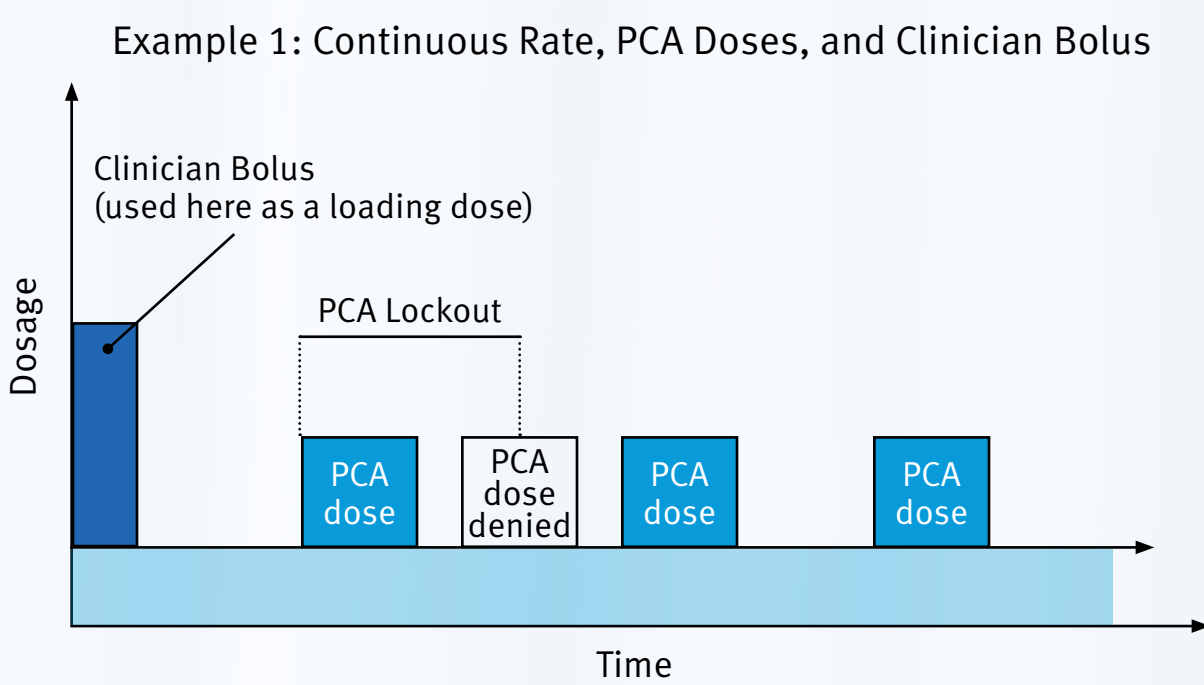 Example 1: Continuous Rate, PCA Doses, and Clinician Bolus
Clinician Bolus
(used here as a loading dose)
PCA Lockout
Dosage
PCA
dose
PCA
dose
denied
PCA
dose
PCA
dose
Time